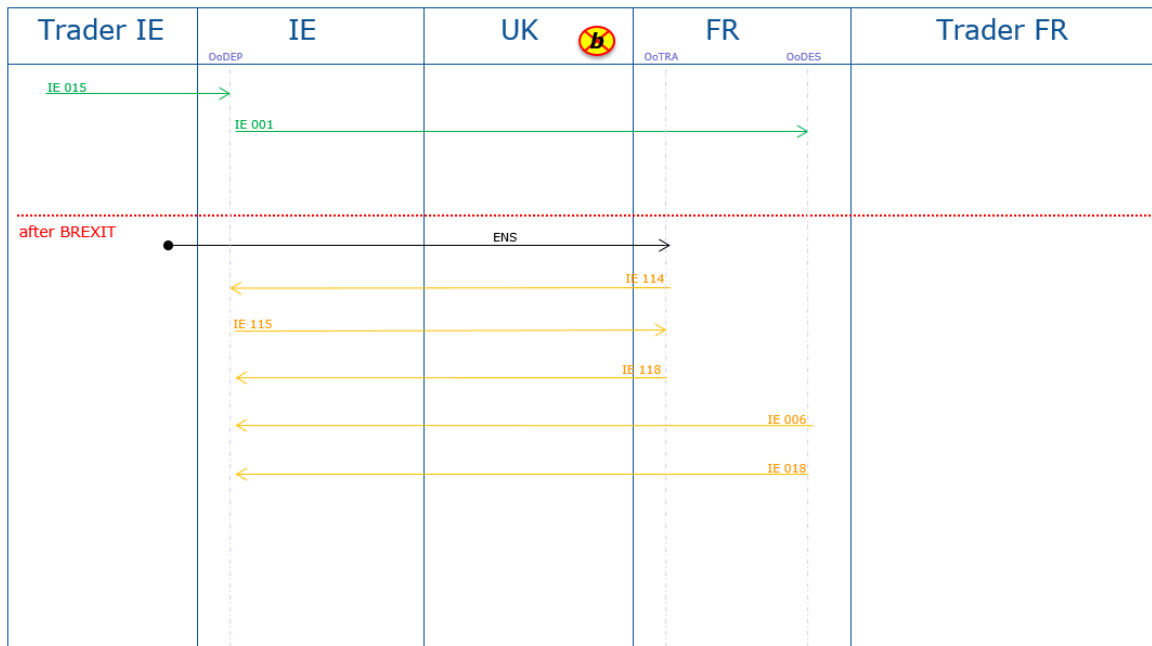 Trader IE
IE
UK
b
FR
Trader FR
OoDEP
OoTRA
OoDES
IE 015
IE 001
after BREXIT
ENS
IE 114
IE 115
IE 118
IE 006
IE 018